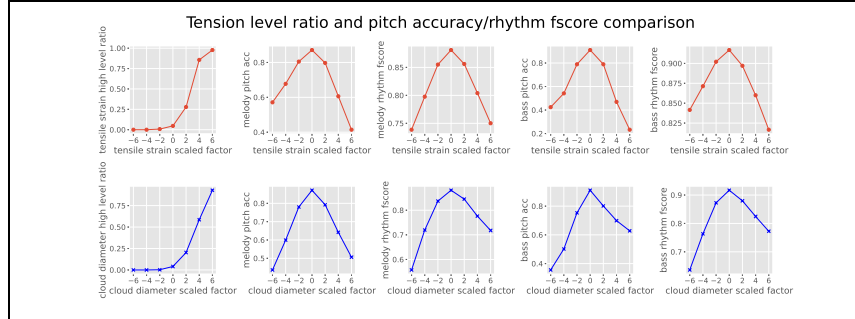 Tension level ratio and pitch accuracy/rhythm fscore comparison
tensile strain high level ratio
1.00
0.75
0.50
0.25
0.00
−6 −4 −2 0 2 4 6
tensile strain scaled factor
melody pitch acc
0.8
0.6
0.4
−6 −4 −2 0 2 4 6
tensile strain scaled factor
melody rhythm fscore
0.85
0.80
0.75
−6 −4 −2 0 2 4 6
tensile strain scaled factor
bass pitch acc
0.8
0.6
0.4
0.2
−6 −4 −2 0 2 4 6
tensile strain scaled factor
bass rhythm fscore
0.900
0.875
0.850
0.825
−6 −4 −2 0 2 4 6
tensile strain scaled factor
cloud diameter high level ratio
0.75
0.50
0.25
0.00
−6 −4 −2 0 2 4 6
cloud diameter scaled factor
melody pitch acc
0.8
0.7
0.6
0.5
−6 −4 −2 0 2 4 6
cloud diameter scaled factor
melody rhythm fscore
0.8
0.7
0.6
−6 −4 −2 0 2 4 6
cloud diameter scaled factor
bass pitch acc
0.8
0.6
0.4
−6 −4 −2 0 2 4 6
cloud diameter scaled factor
bass rhythm fscore
0.9
0.8
0.7
−6 −4 −2 0 2 4 6
cloud diameter scaled factor